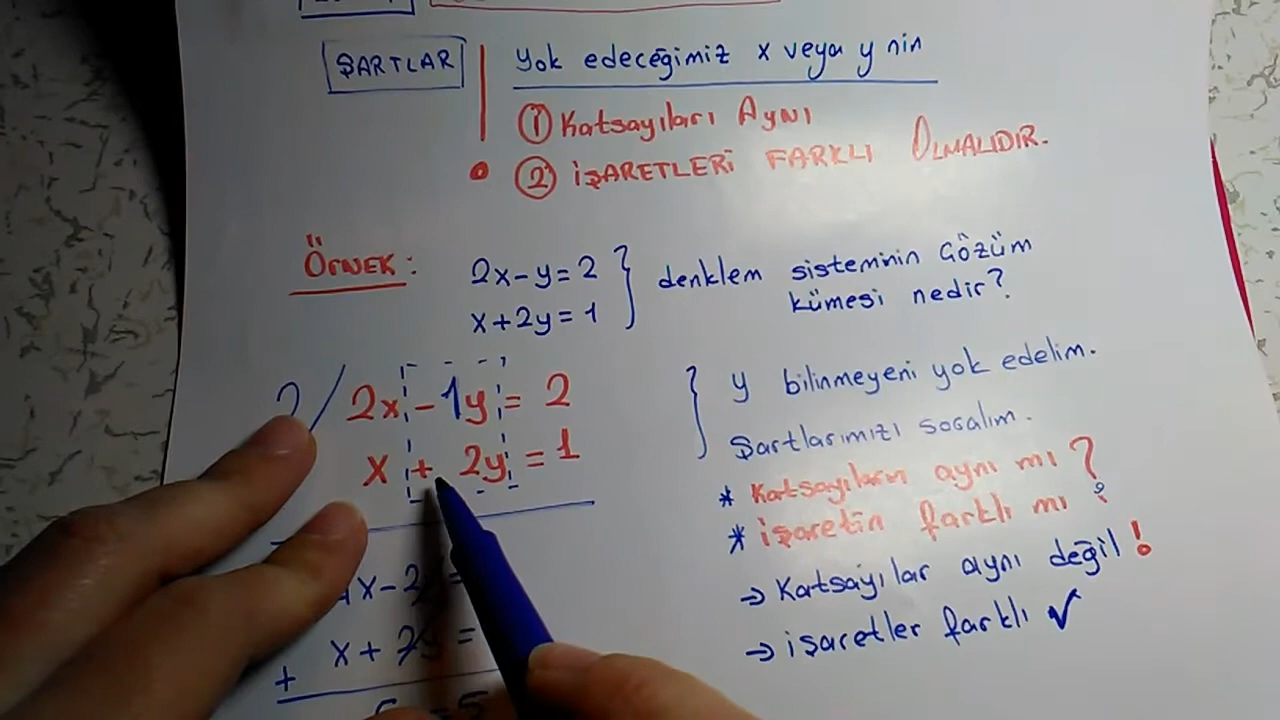 ŞARTLAR
Yok edeceğimiz x veya y nin
① Katsayıları Aynı
② İŞARETLERİ FARKLI OLMALIDIR.
ÖRNEK:
2x-y=2
x+2y=1
denklem sisteminin çözüm
kümesi nedir?
2/ 2x-1y=2
x+2y=1
x-2
x+2y=
+
y bilinmeyeni yok edelim.
Şartlarımızı soralım.
* Katsayıların aynı mı?
* işaretin farklı mı?
→ Katsayılar aynı değil!
→ işaretler farklı ✓